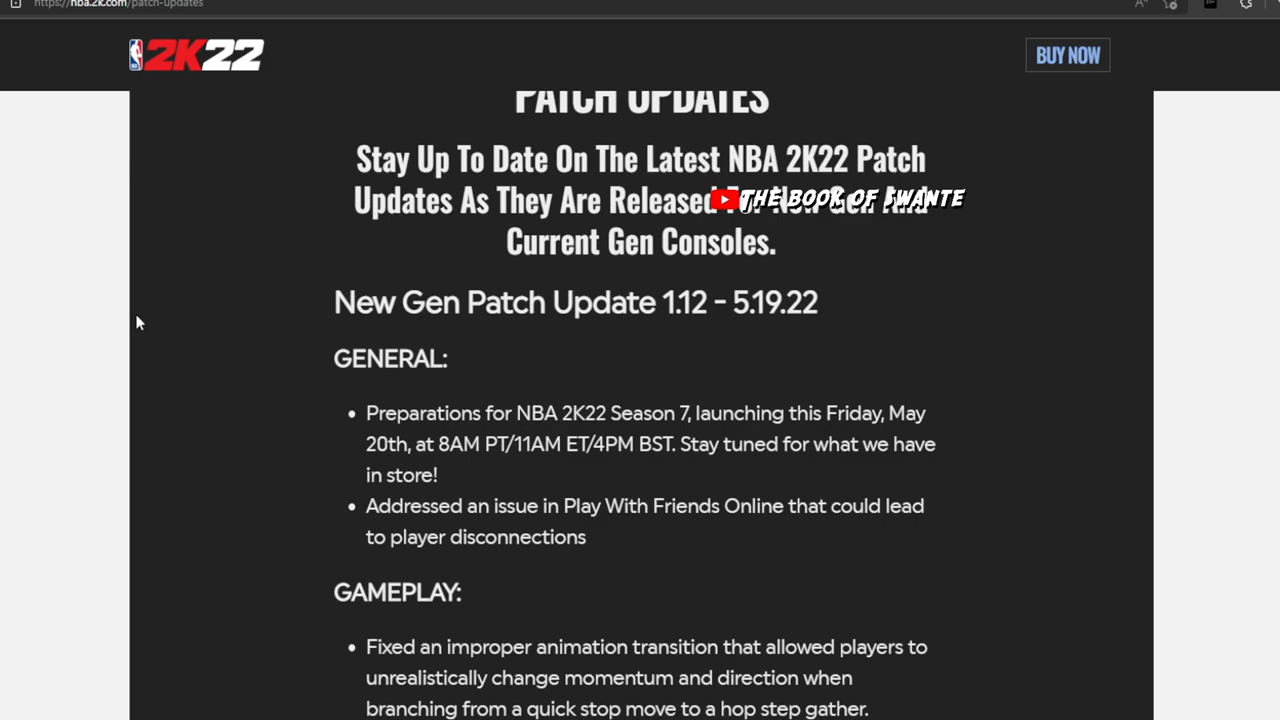 https://nba.2k.com/patch-updates
2K22
BUY NOW
PATCH UPDATES
Stay Up To Date On The Latest NBA 2K22 Patch
Updates As They Are Released For New Gen And
THE BOOK OF SWANTE
Current Gen Consoles.
New Gen Patch Update 1.12 - 5.19.22
GENERAL:
• Preparations for NBA 2K22 Season 7, launching this Friday, May
20th, at 8AM PT/11AM ET/4PM BST. Stay tuned for what we have
in store!
• Addressed an issue in Play With Friends Online that could lead
to player disconnections
GAMEPLAY:
• Fixed an improper animation transition that allowed players to
unrealistically change momentum and direction when
branching from a quick stop move to a hop step gather.